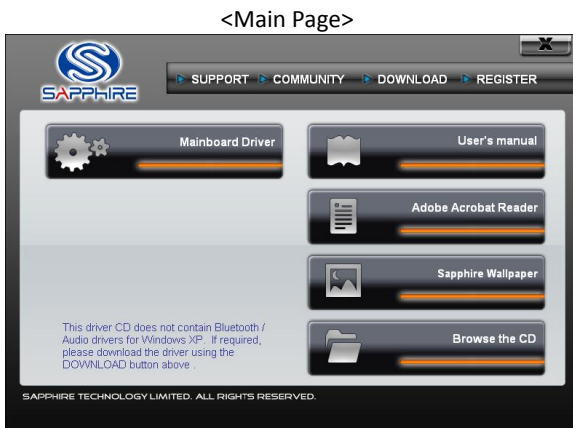 <Main Page>
X
SAPPHIRE
SUPPORT COMMUNITY DOWNLOAD REGISTER
Mainboard Driver
User's manual
Adobe Acrobat Reader
Sapphire Wallpaper
Browse the CD
This driver CD does not contain Bluetooth /
Audio drivers for Windows XP. If required,
please download the driver using the
DOWNLOAD button above .
SAPPHIRE TECHNOLOGY LIMITED. ALL RIGHTS RESERVED.